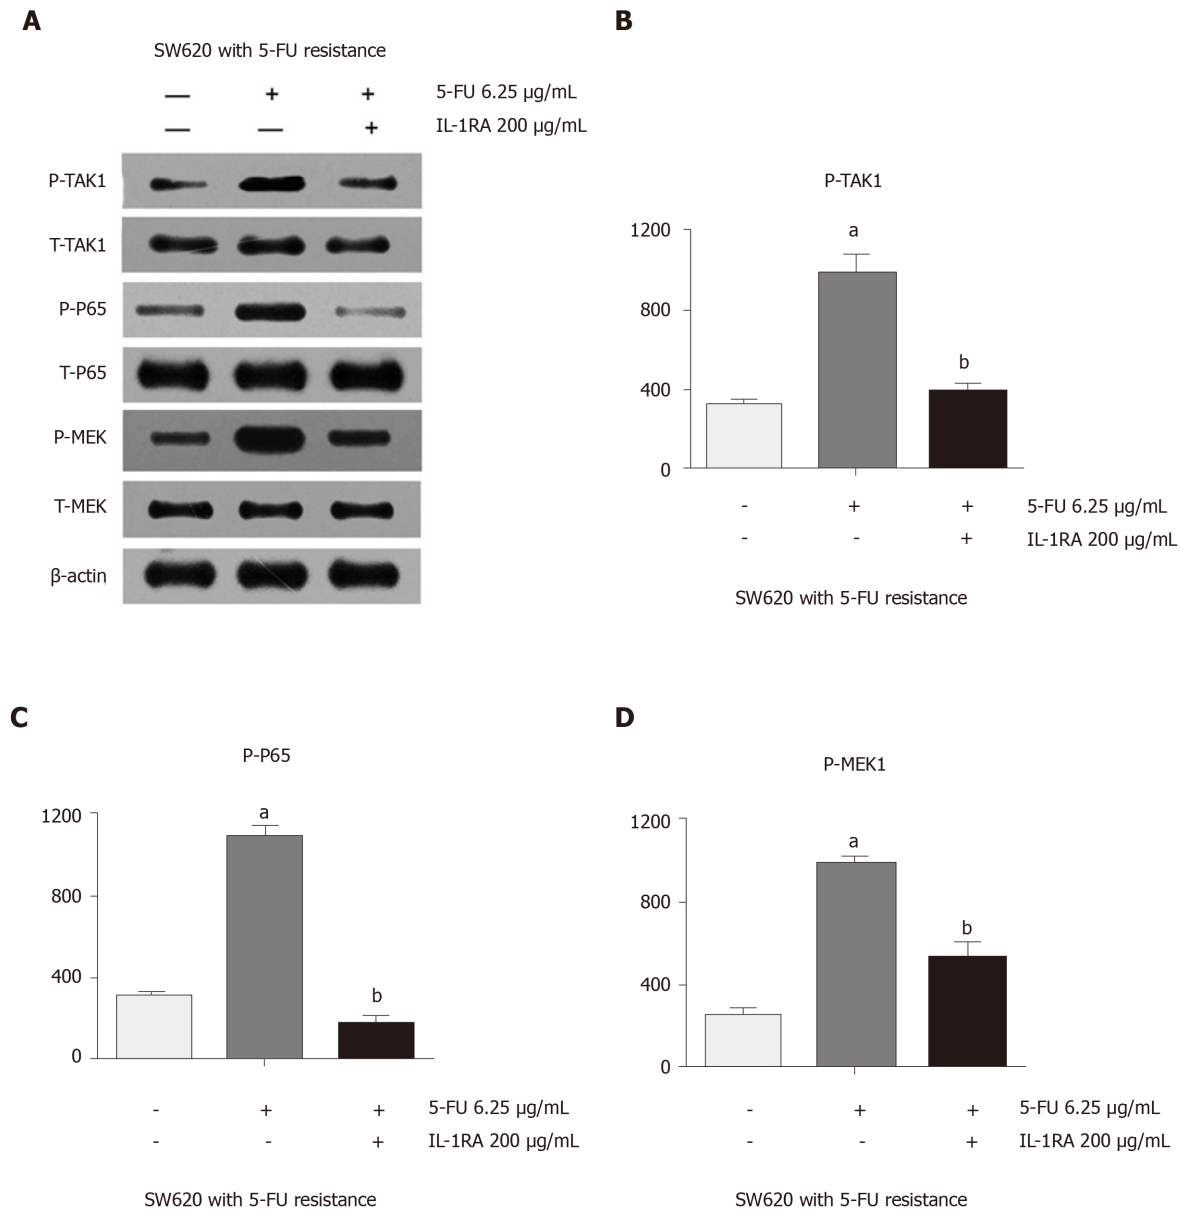 A
SW620 with 5-FU resistance
— + + 5-FU 6.25 µg/mL
— — + IL-1RA 200 µg/mL
P-TAK1
T-TAK1
P-P65
T-P65
P-MEK
T-MEK
β-actin
B
P-TAK1
1200
800
400
0
a
b
- + + 5-FU 6.25 µg/mL
- - + IL-1RA 200 µg/mL
SW620 with 5-FU resistance
C
P-P65
1200
800
400
0
a
b
- + + 5-FU 6.25 µg/mL
- - + IL-1RA 200 µg/mL
SW620 with 5-FU resistance
D
P-MEK1
1200
800
400
0
a
b
- + + 5-FU 6.25 µg/mL
- - + IL-1RA 200 µg/mL
SW620 with 5-FU resistance